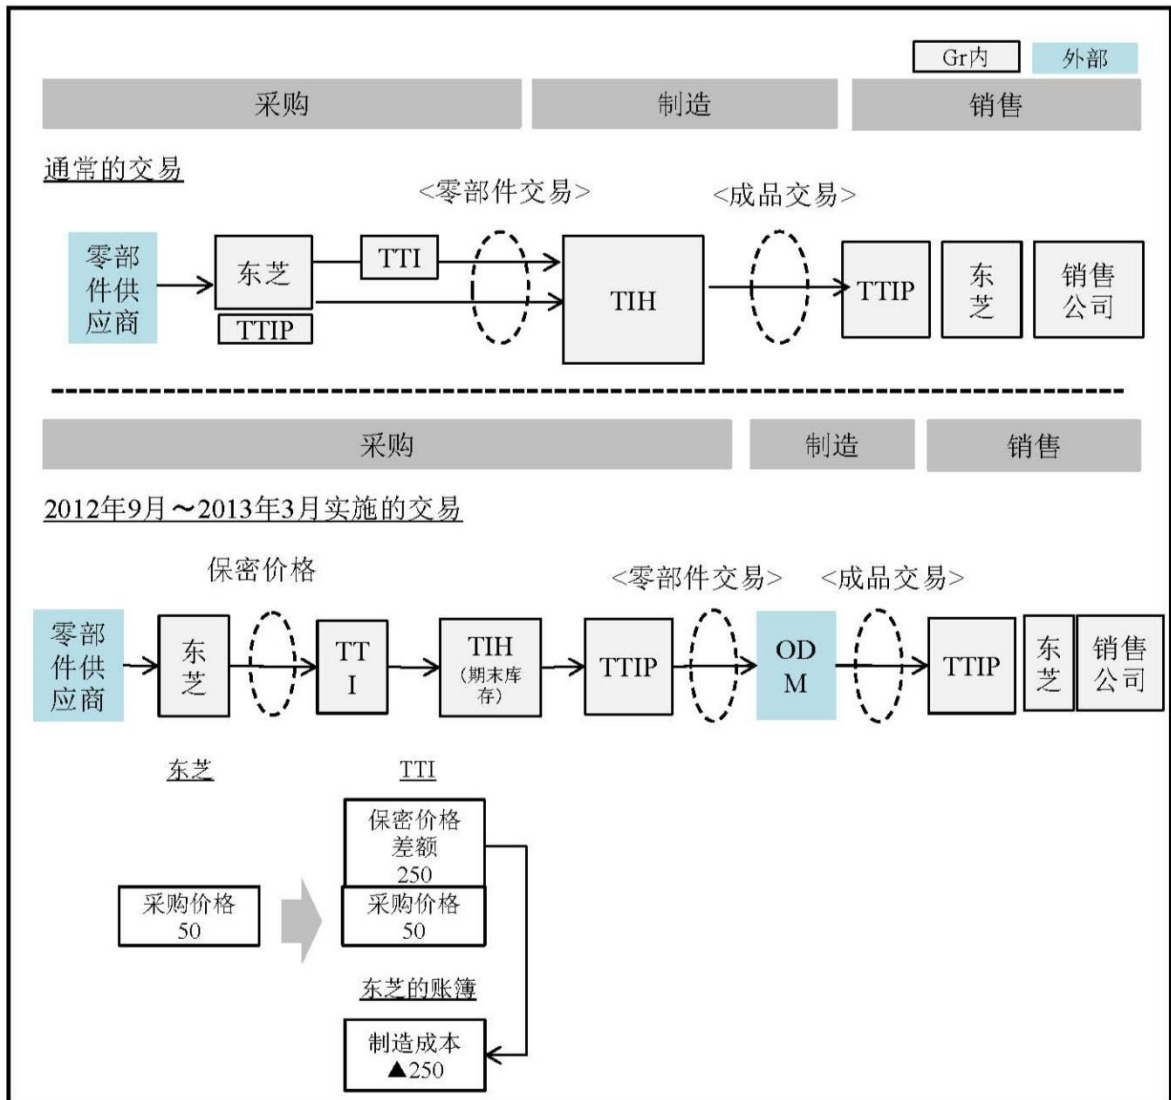 Gr内
外部
采购
制造
销售
通常的交易
<零部件交易>
<成品交易>
零部
件供
应商
东芝
TTIP
TTI
TIH
TTIP
东
芝
销售
公司
采购
制造
销售
2012年9月～2013年3月实施的交易
保密价格
<零部件交易>
<成品交易>
零部
件供
应商
东
芝
TT
I
TIH
（期末库
存）
TTIP
OD
M
TTIP
东
芝
销售
公司
东芝
TTI
保密价格
差额
250
采购价格
50
采购价格
50
东芝的账簿
制造成本
▲250